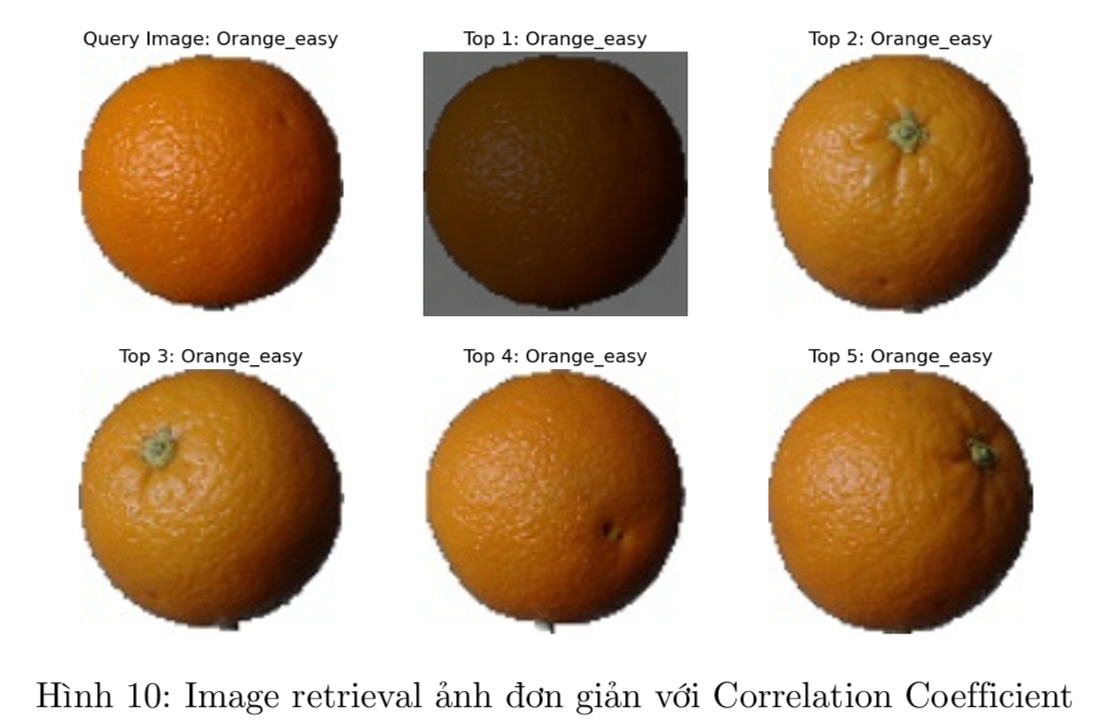 Query Image: Orange_easy
Top 1: Orange_easy
Top 2: Orange_easy
Top 3: Orange_easy
Top 4: Orange_easy
Top 5: Orange_easy
Hình 10: Image retrieval ảnh đơn giản với Correlation Coefficient